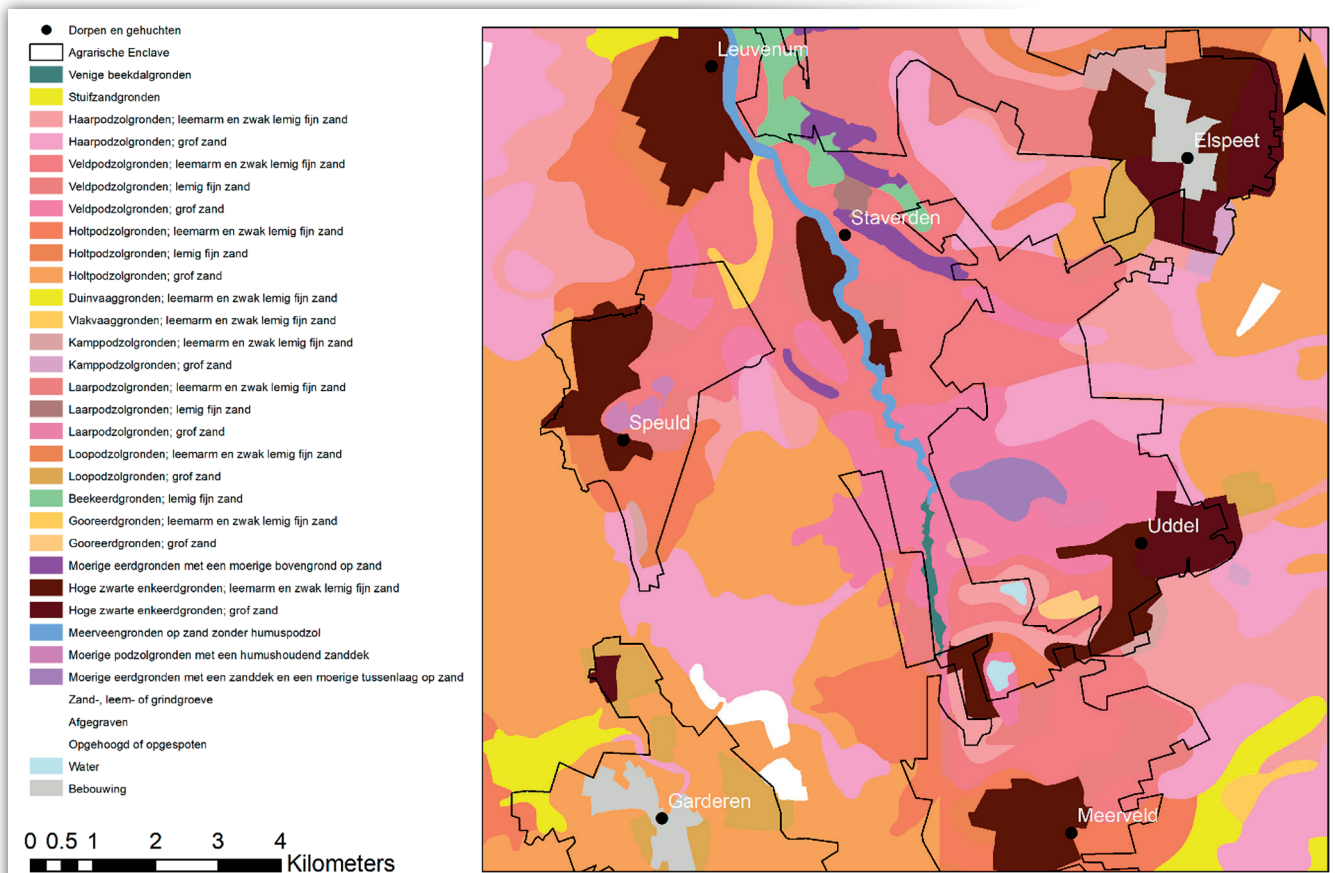 Dorpen en gehuchten
Agrarische Enclave
Venige beekdalgronden
Stuifzandgronden
Haarpodzolgronden; leemarm en zwak lemig fijn zand
Haarpodzolgronden; grof zand
Veldpodzolgronden; leemarm en zwak lemig fijn zand
Veldpodzolgronden; lemig fijn zand
Veldpodzolgronden; grof zand
Holtpodzolgronden; leemarm en zwak lemig fijn zand
Holtpodzolgronden; lemig fijn zand
Holtpodzolgronden; grof zand
Duinvaaggronden; leemarm en zwak lemig fijn zand
Vlakvaaggronden; leemarm en zwak lemig fijn zand
Kamppodzolgronden; leemarm en zwak lemig fijn zand
Kamppodzolgronden; grof zand
Laarpodzolgronden; leemarm en zwak lemig fijn zand
Laarpodzolgronden; lemig fijn zand
Laarpodzolgronden; grof zand
Loopodzolgronden; leemarm en zwak lemig fijn zand
Loopodzolgronden; grof zand
Beekeerdgronden; lemig fijn zand
Gooreerdgronden; leemarm en zwak lemig fijn zand
Gooreerdgronden; grof zand
Moerige eerdgronden met een moerige bovengrond op zand
Hoge zwarte enkeerdgronden; leemarm en zwak lemig fijn zand
Hoge zwarte enkeerdgronden; grof zand
Meerveengronden op zand zonder humuspodzol
Moerige podzolgronden met een humushoudend zanddek
Moerige eerdgronden met een zanddek en een moerige tussenlaag op zand
Zand-, leem- of grindgroeve
Afgegraven
Opgehoogd of opgespoten
Water
Bebouwing
0 0.5 1 2 3 4
Kilometers
N
Leuvenum
Elspeet
Staverden
Speuld
Uddel
Garderen
Meerveld